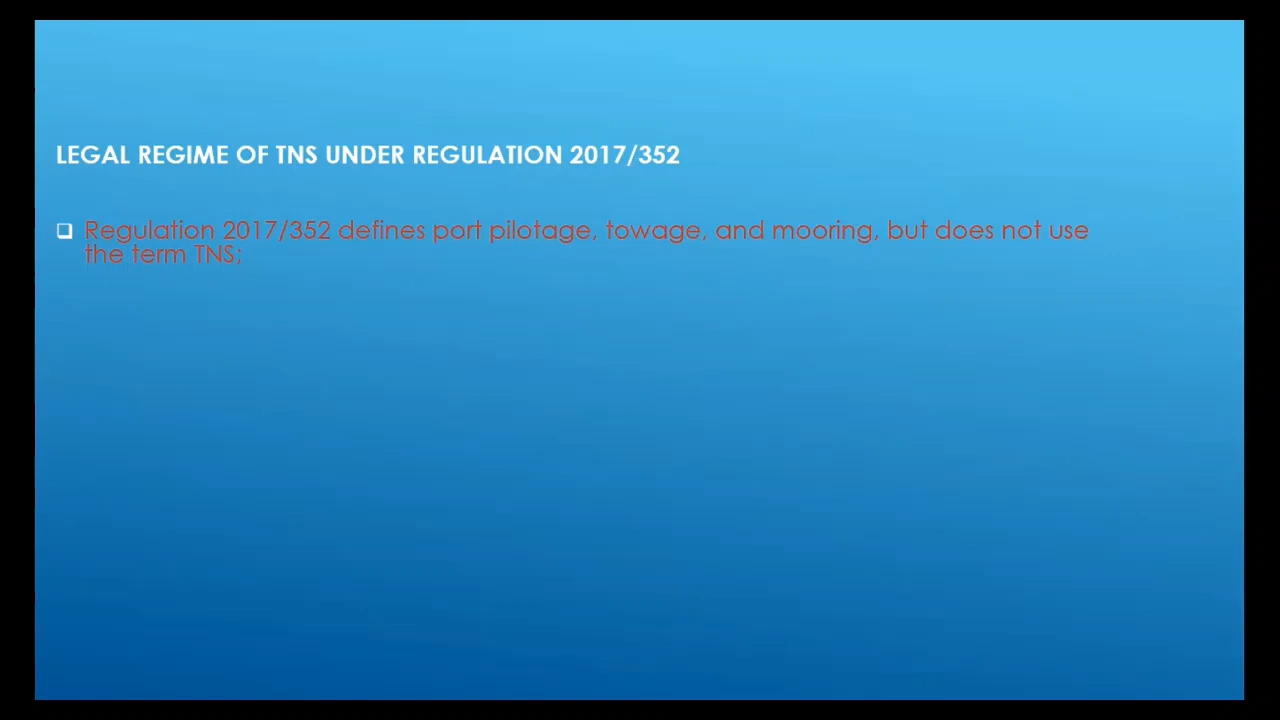 LEGAL REGIME OF TNS UNDER REGULATION 2017/352
Regulation 2017/352 defines port pilotage, towage, and mooring, but does not use
the term TNS;